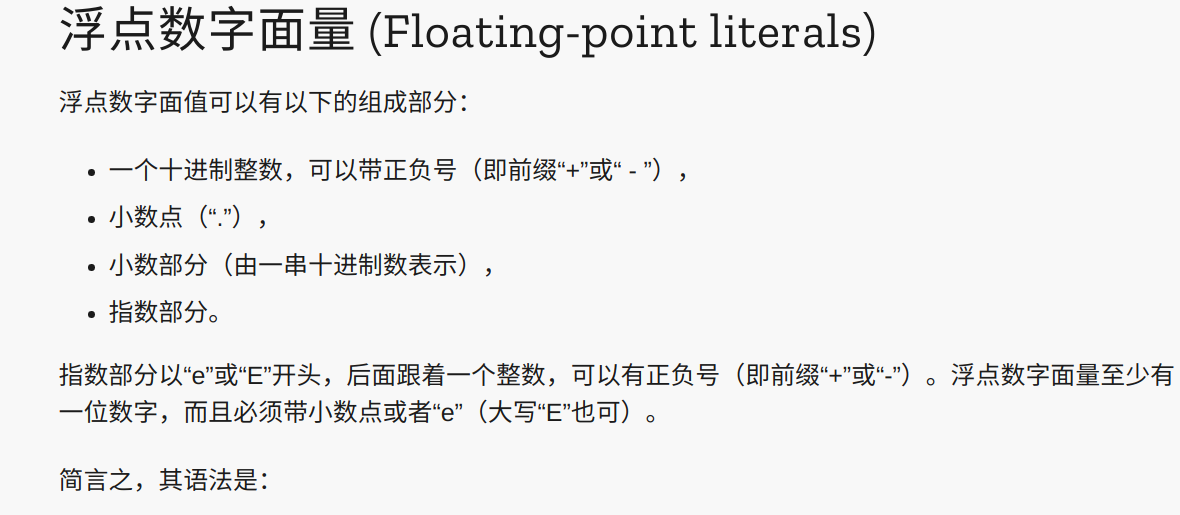 浮点数字面量 (Floating-point literals)
浮点数字面值可以有以下的组成部分：
一个十进制整数，可以带正负号（即前缀“+”或“ - ”），
小数点（“.”），
小数部分（由一串十进制数表示），
指数部分。
指数部分以“e”或“E”开头，后面跟着一个整数，可以有正负号（即前缀“+”或“-”）。浮点数字面量至少有
一位数字，而且必须带小数点或者“e”（大写“E”也可）。
简言之，其语法是：